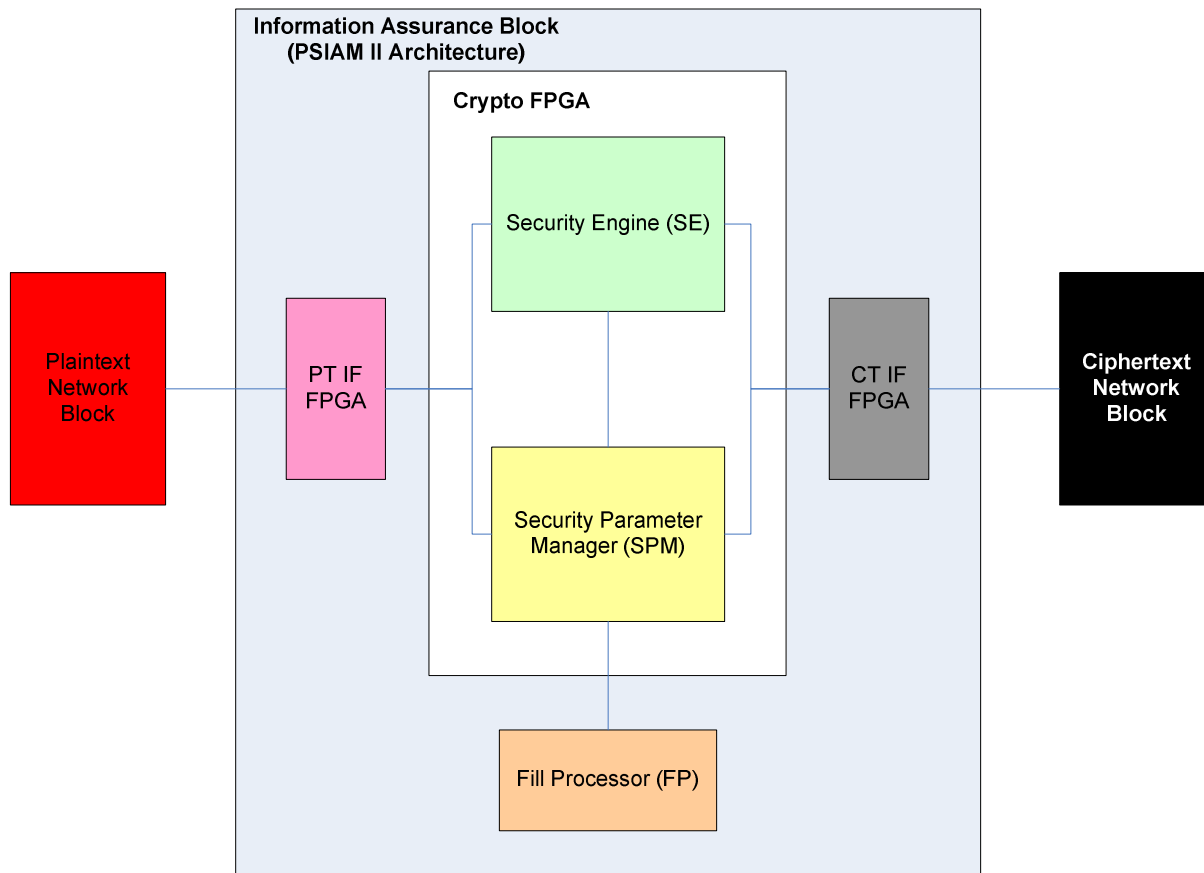 Information Assurance Block
(PSIAM II Architecture)
Crypto FPGA
Security Engine (SE)
Plaintext
Network
Block
PT IF
FPGA
CT IF
FPGA
Ciphertext
Network
Block
Security Parameter
Manager (SPM)
Fill Processor (FP)